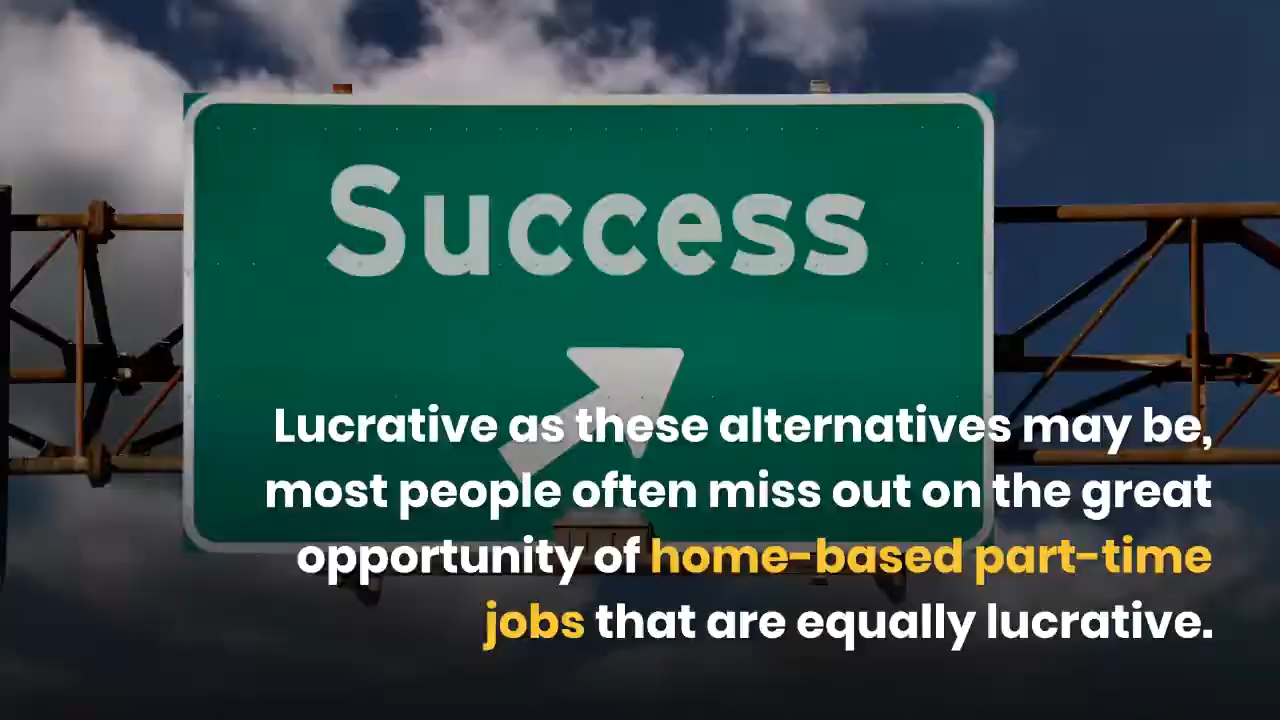 Success
Lucrative as these alternatives may be,
most people often miss out on the great
opportunity of home-based part-time
jobs that are equally lucrative.